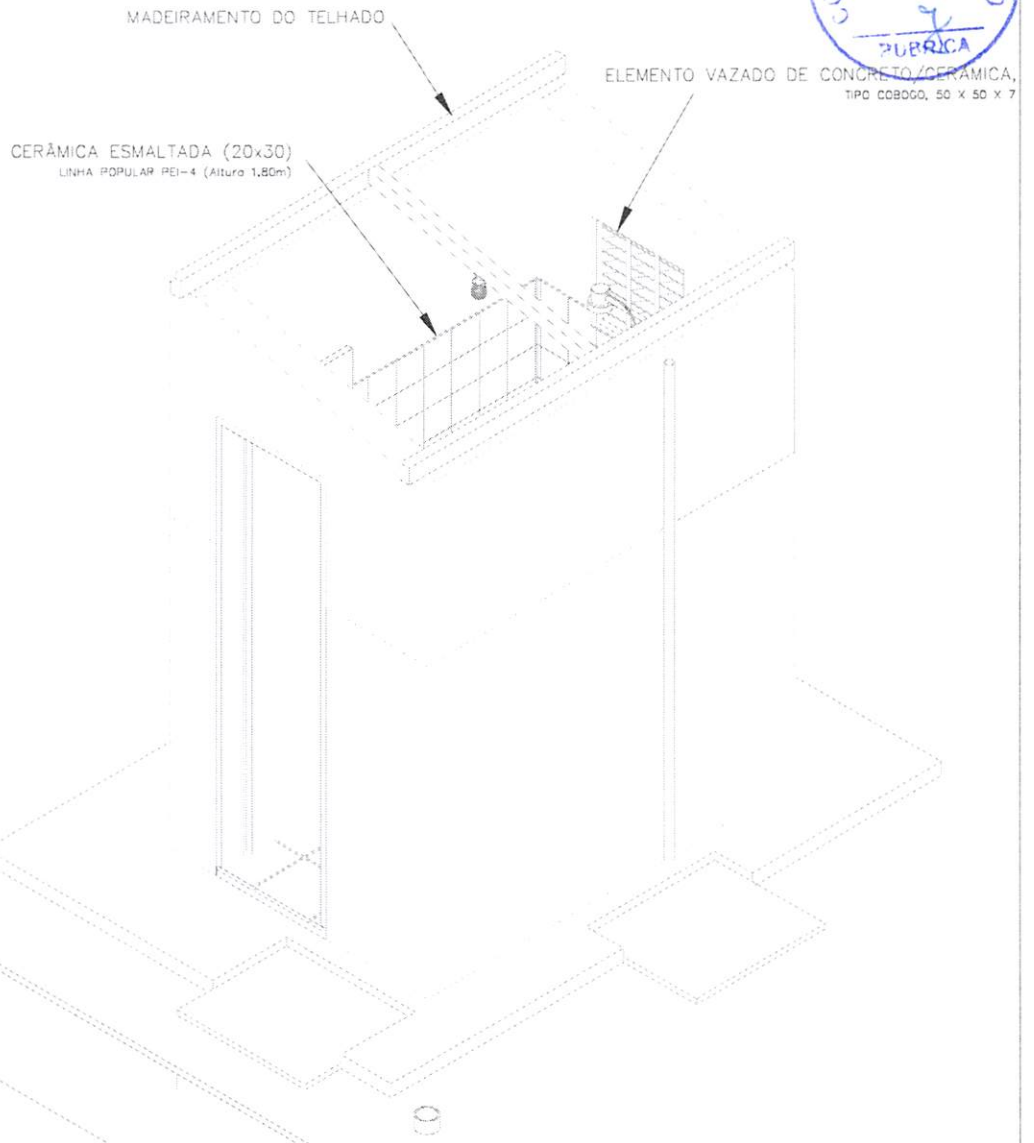 MADEIRAMENTO DO TELHADO
RUBRICA
ELEMENTO VAZADO DE CONCRETO/CERÂMICA,
TIPO COBOGO, 50 X 50 X 7
CERÂMICA ESMALTADA (20x30)
LINHA POPULAR PEI-4 (Altura 1.80m)